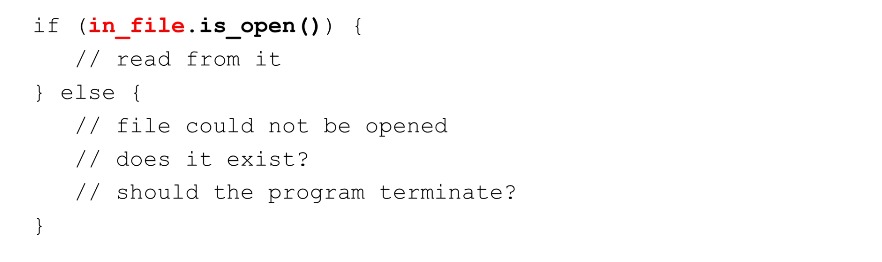 if (in_file.is_open()) {
   // read from it
} else {
   // file could not be opened
   // does it exist?
   // should the program terminate?
}